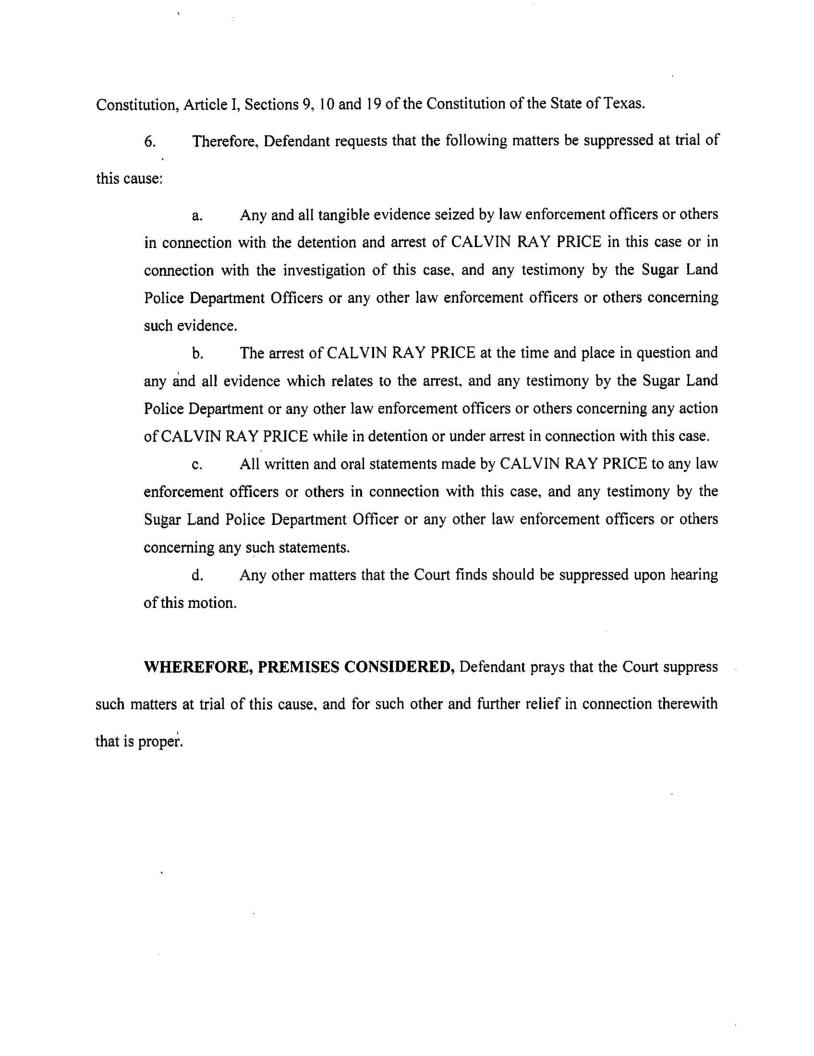 Constitution, Article I, Sections 9, 10 and 19 of the Constitution of the State of Texas.
6. Therefore, Defendant requests that the following matters be suppressed at trial of
this cause:
a. Any and all tangible evidence seized by law enforcement officers or others
in connection with the detention and arrest of CALVIN RAY PRICE in this case or in
connection with the investigation of this case, and any testimony by the Sugar Land
Police Department Officers or any other law enforcement officers or others concerning
such evidence.
b. The arrest of CALVIN RAY PRICE at the time and place in question and
any and all evidence which relates to the arrest, and any testimony by the Sugar Land
Police Department or any other law enforcement officers or others concerning any action
of CALVIN RAY PRICE while in detention or under arrest in connection with this case.
c. All written and oral statements made by CALVIN RAY PRICE to any law
enforcement officers or others in connection with this case, and any testimony by the
Sugar Land Police Department Officer or any other law enforcement officers or others
concerning any such statements.
d. Any other matters that the Court finds should be suppressed upon hearing
of this motion.
WHEREFORE, PREMISES CONSIDERED, Defendant prays that the Court suppress
such matters at trial of this cause, and for such other and further relief in connection therewith
that is proper.